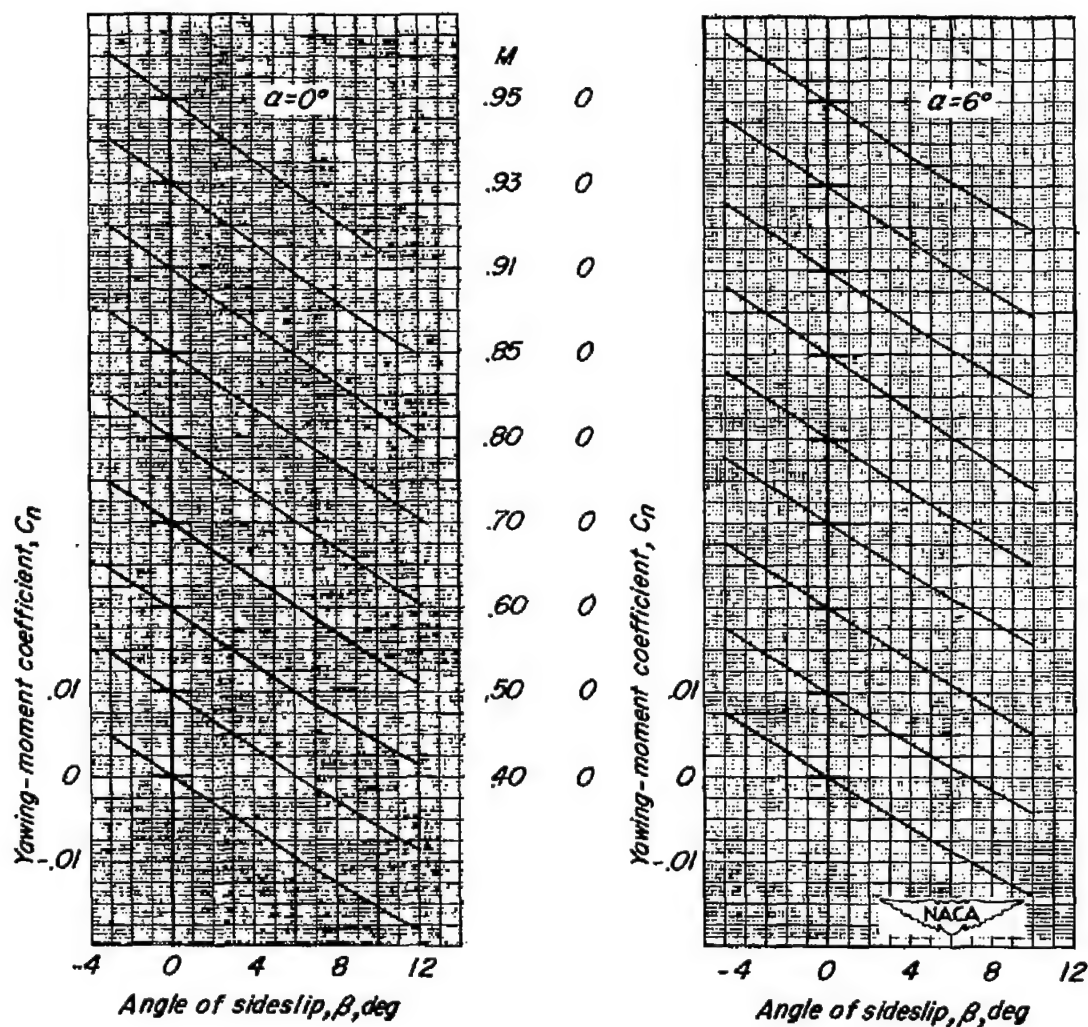 α=0°
M
.95 0
.93 0
.91 0
.85 0
.80 0
.70 0
.60 0
.50 0
.40 0
.01
0
-.01
Yawing-moment coefficient, Cn
-4 0 4 8 12
Angle of sideslip, β, deg
α=6°
.01
0
-.01
Yawing-moment coefficient, Cn
NACA
-4 0 4 8 12
Angle of sideslip, β, deg